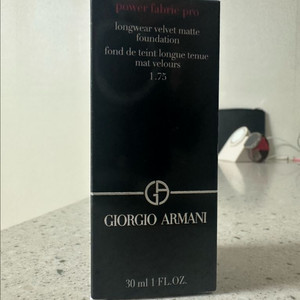 power fabric pro
longwear velvet matte
foundation
fond de teint longue tenue
mat velours
1.75
GA
GIORGIO ARMANI
30 ml 1 FL.OZ.